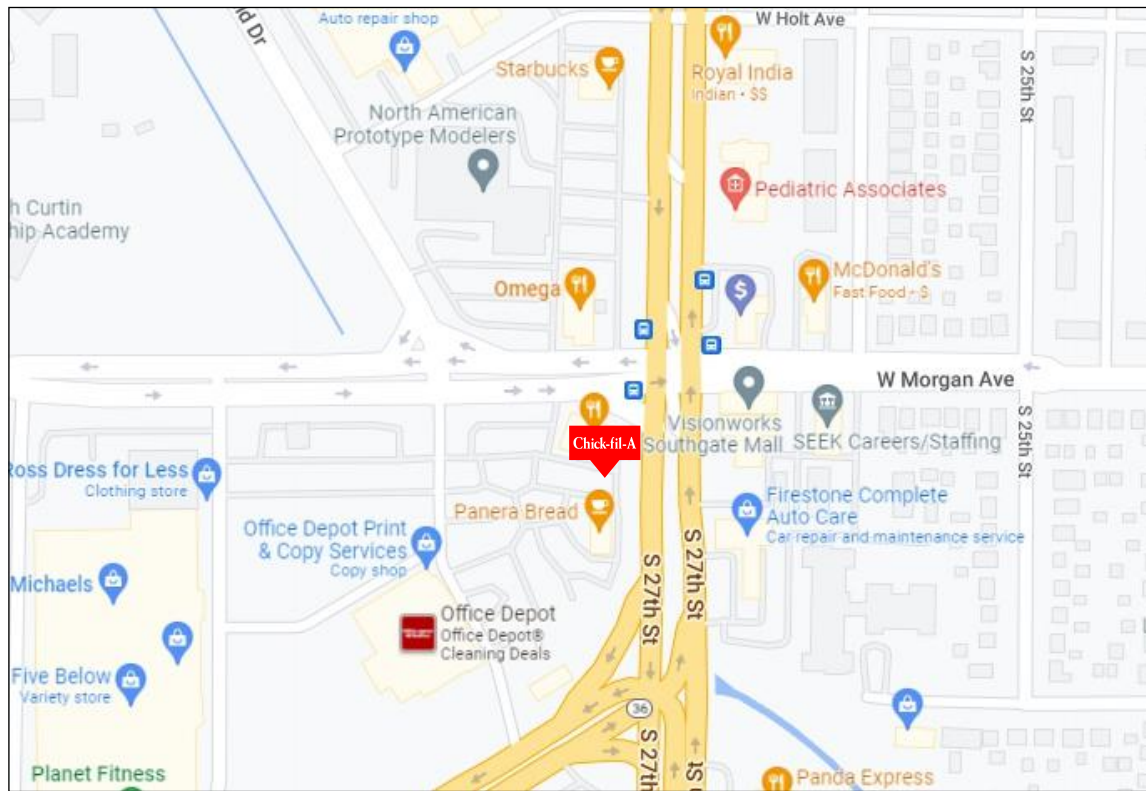 Auto repair shop
nd Dr
W Holt Ave
Starbucks
Royal India
Indian · $$
S 25th St
North American
Prototype Modelers
Pediatric Associates
h Curtin
hip Academy
McDonald's
Fast Food · $
Omega
$
W Morgan Ave
Visionworks
Southgate Mall
SEEK Careers/Staffing
S 25th St
Chick-fil-A
Ross Dress for Less
Clothing store
Panera Bread
Firestone Complete
Auto Care
Car repair and maintenance service
Office Depot Print
& Copy Services
Copy shop
S 27th St
S 27th St
Michaels
Office Depot
Office Depot®
Cleaning Deals
Five Below
Variety store
36
S 27th
Planet Fitness
Panda Express